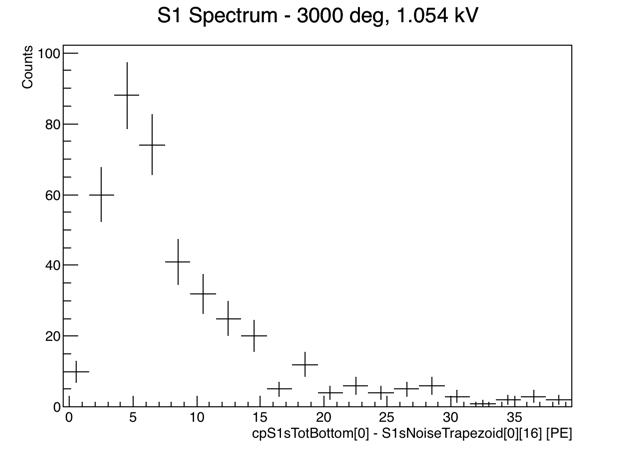 S1 Spectrum - 3000 deg, 1.054 kV
Counts
100
80
60
40
20
0
0 5 10 15 20 25 30 35
cpS1sTotBottom[0] - S1sNoiseTrapezoid[0][16] [PE]